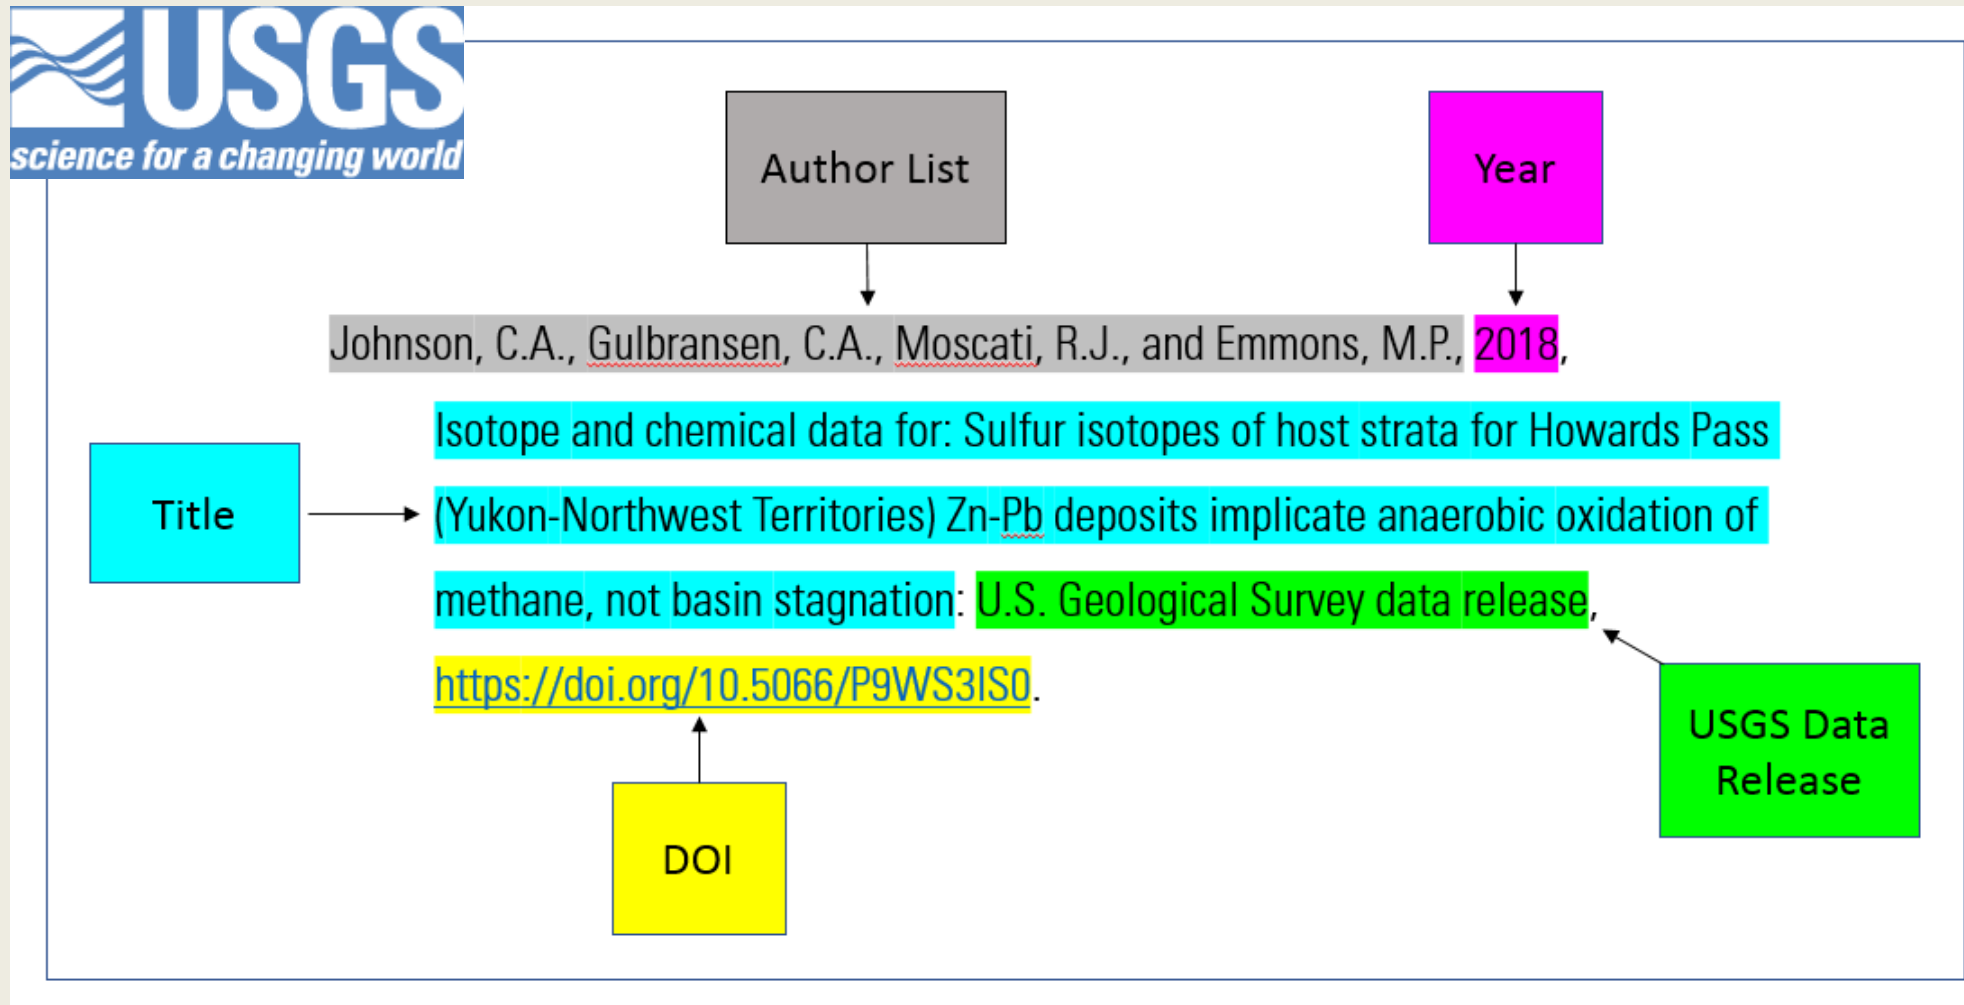 USGS
science for a changing world
Author List
Year
Johnson, C.A., Gulbransen, C.A., Moscati, R.J., and Emmons, M.P., 2018,
Isotope and chemical data for: Sulfur isotopes of host strata for Howards Pass
Title
(Yukon-Northwest Territories) Zn-Pb deposits implicate anaerobic oxidation of
methane, not basin stagnation: U.S. Geological Survey data release,
https://doi.org/10.5066/P9WS3IS0.
USGS Data
Release
DOI